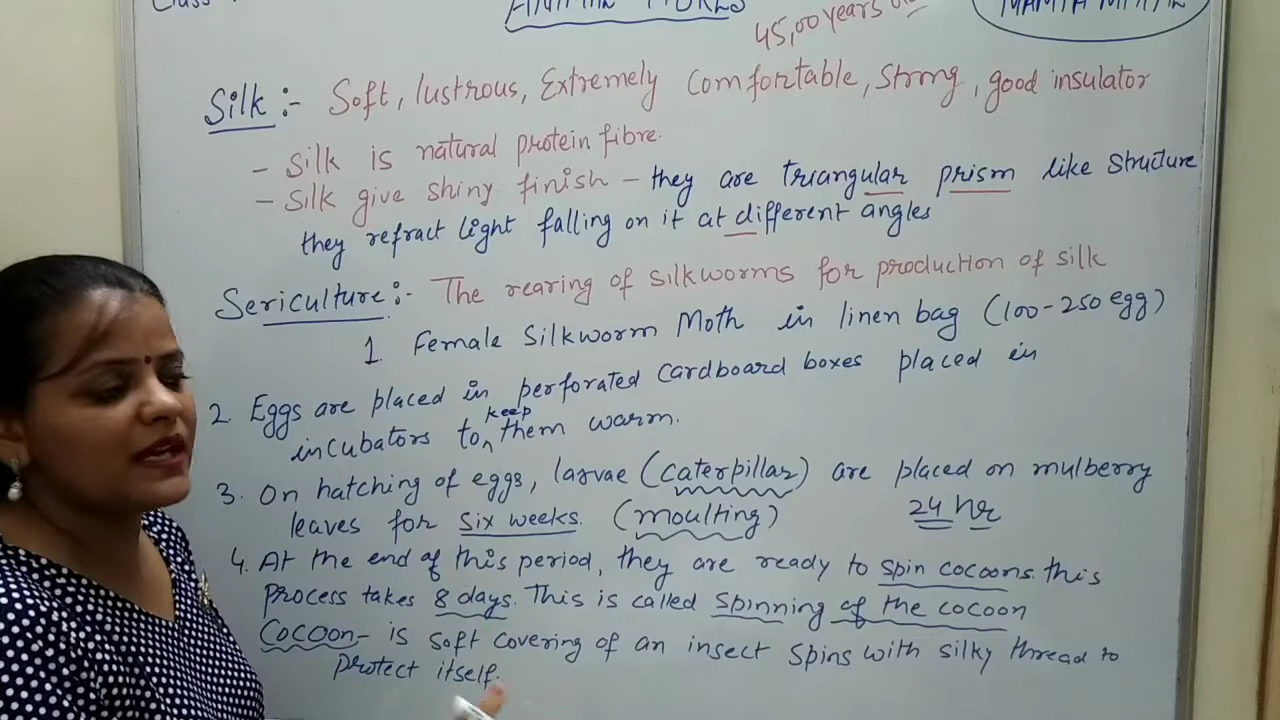 Class
ANIMAL FIBRES
45,00 years old
MAMTA MITTAL
Silk :- Soft, lustrous, Extremely Comfortable, Strong, good insulator
- Silk is natural protein fibre.
- Silk give shiny finish - they are triangular prism like structure
they refract light falling on it at different angles
Sericulture :- The rearing of silkworms for production of silk
1. Female Silkworm Moth in linen bag (100-250 egg)
2. Eggs are placed in perforated cardboard boxes placed in
incubators to keep them warm.
3. On hatching of eggs, larvae (caterpillar) are placed on mulberry
leaves for six weeks. (moulting) 24 hr
4. At the end of this period, they are ready to spin cocoons. this
process takes 8 days. This is called spinning of the cocoon
Cocoon - is soft covering of an insect spins with silky thread to
protect itself.